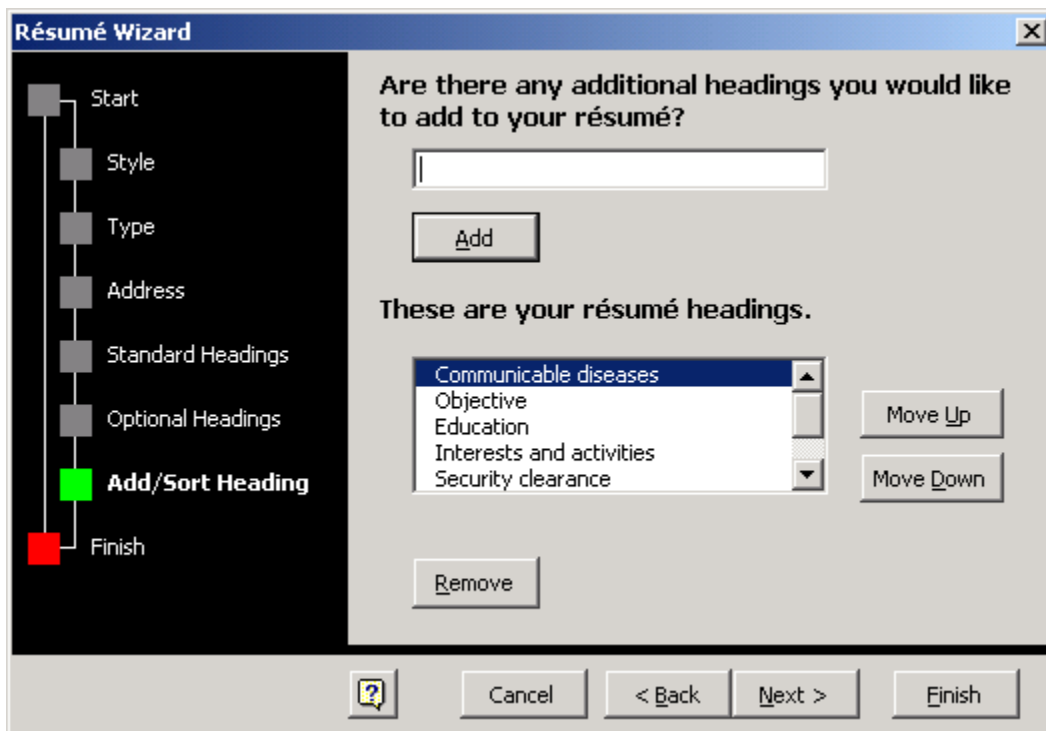 Résumé Wizard
Start
Style
Type
Address
Standard Headings
Optional Headings
Add/Sort Heading
Finish
Are there any additional headings you would like
to add to your résumé?
Add
These are your résumé headings.
Communicable diseases
Objective
Education
Interests and activities
Security clearance
Move Up
Move Down
Remove
?
Cancel
< Back
Next >
Finish